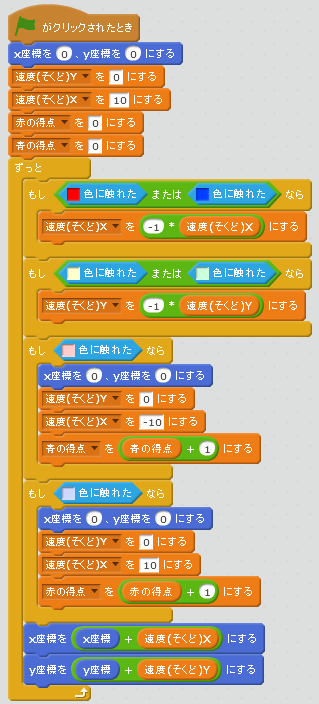 がクリックされたとき
x座標を 0 、y座標を 0 にする
速度(そくど)Y を 0 にする
速度(そくど)X を 10 にする
赤の得点 を 0 にする
青の得点 を 0 にする
ずっと
もし 色に触れた または 色に触れた なら
速度(そくど)X を -1 * 速度(そくど)X にする
もし 色に触れた または 色に触れた なら
速度(そくど)Y を -1 * 速度(そくど)Y にする
もし 色に触れた なら
x座標を 0 、y座標を 0 にする
速度(そくど)Y を 0 にする
速度(そくど)X を -10 にする
青の得点 を 青の得点 + 1 にする
もし 色に触れた なら
x座標を 0 、y座標を 0 にする
速度(そくど)Y を 0 にする
速度(そくど)X を 10 にする
赤の得点 を 赤の得点 + 1 にする
x座標を x座標 + 速度(そくど)X にする
y座標を y座標 + 速度(そくど)Y にする